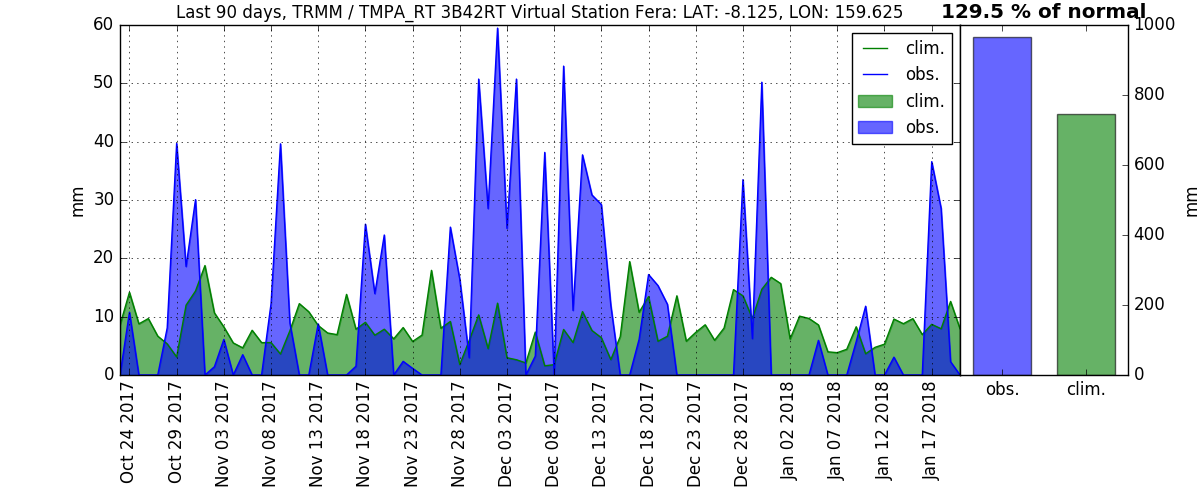 Last 90 days, TRMM / TMPA_RT 3B42RT Virtual Station Fera: LAT: -8.125, LON: 159.625
129.5 % of normal
60
50
40
30
20
10
0
mm
clim.
obs.
clim.
obs.
1000
800
600
400
200
0
mm
obs.
clim.
Oct 24 2017
Oct 29 2017
Nov 03 2017
Nov 08 2017
Nov 13 2017
Nov 18 2017
Nov 23 2017
Nov 28 2017
Dec 03 2017
Dec 08 2017
Dec 13 2017
Dec 18 2017
Dec 23 2017
Dec 28 2017
Jan 02 2018
Jan 07 2018
Jan 12 2018
Jan 17 2018